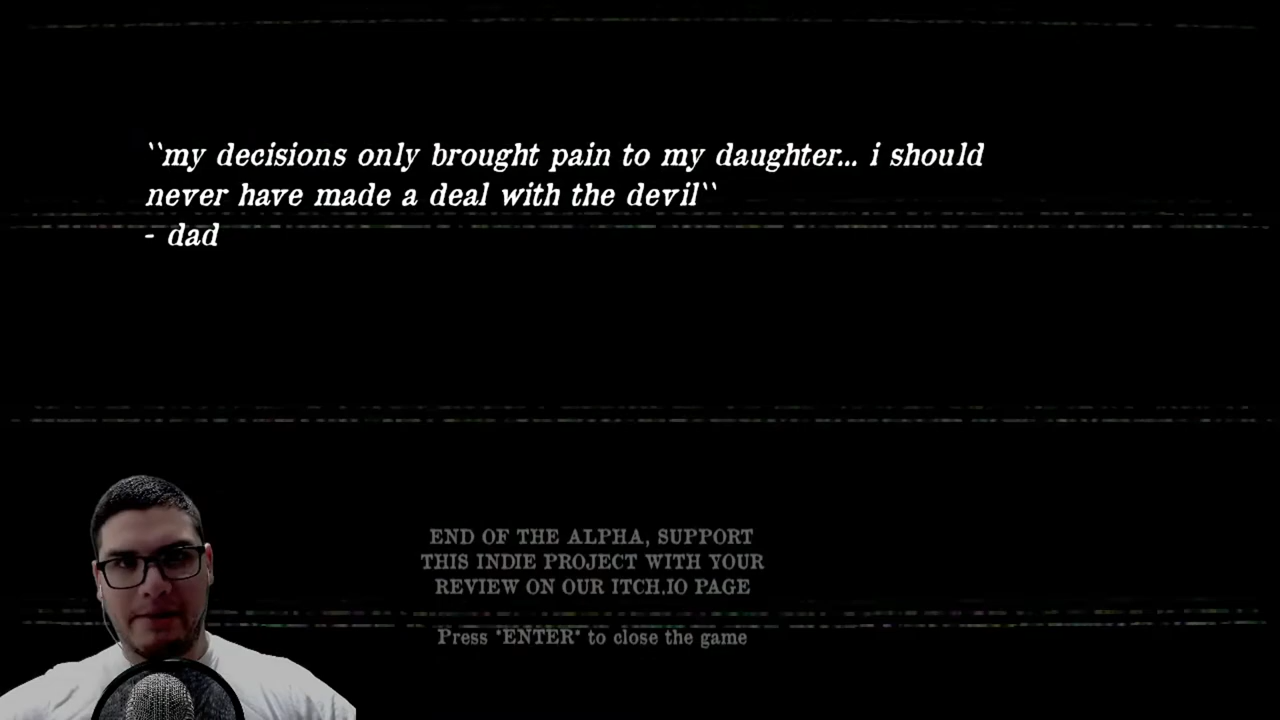 ``my decisions only brought pain to my daughter... i should
never have made a deal with the devil``
- dad
END OF THE ALPHA, SUPPORT
THIS INDIE PROJECT WITH YOUR
REVIEW ON OUR ITCH.IO PAGE
Press "ENTER" to close the game